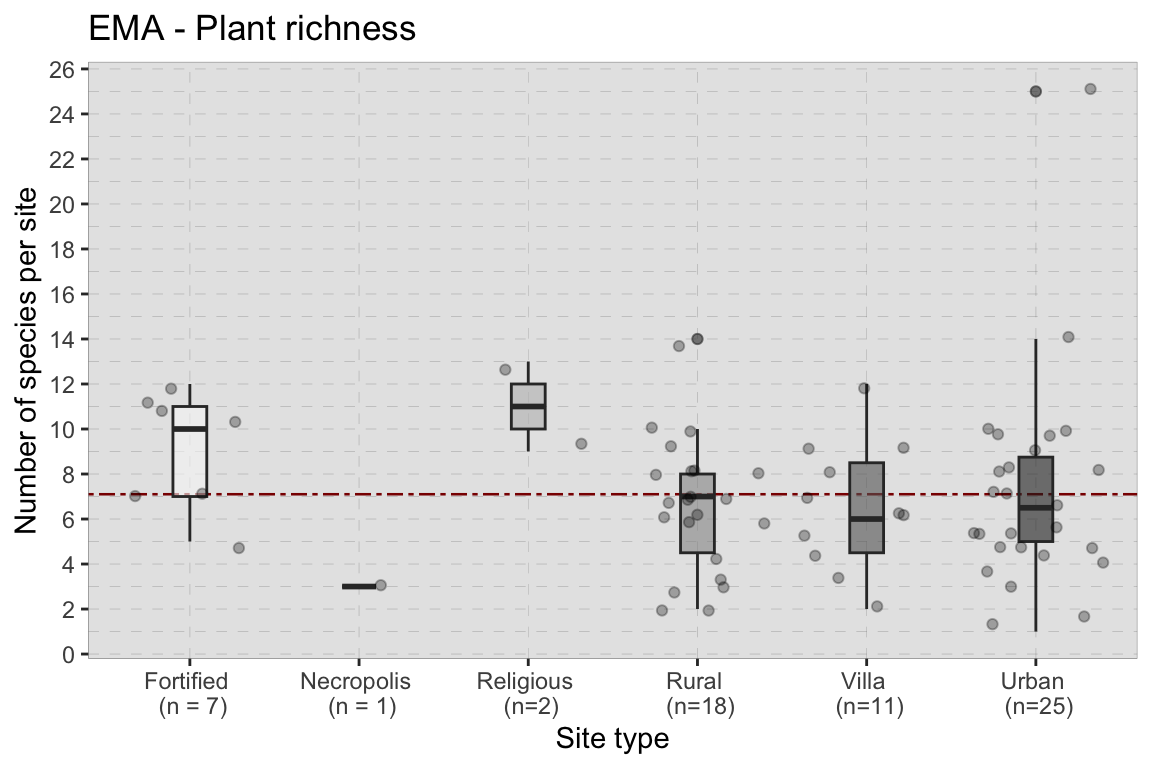 EMA - Plant richness
Number of species per site
26
24
22
20
18
16
14
12
10
8
6
4
2
0
Fortified Necropolis Religious Rural Villa Urban
(n = 7) (n = 1) (n=2) (n=18) (n=11) (n=25)
Site type